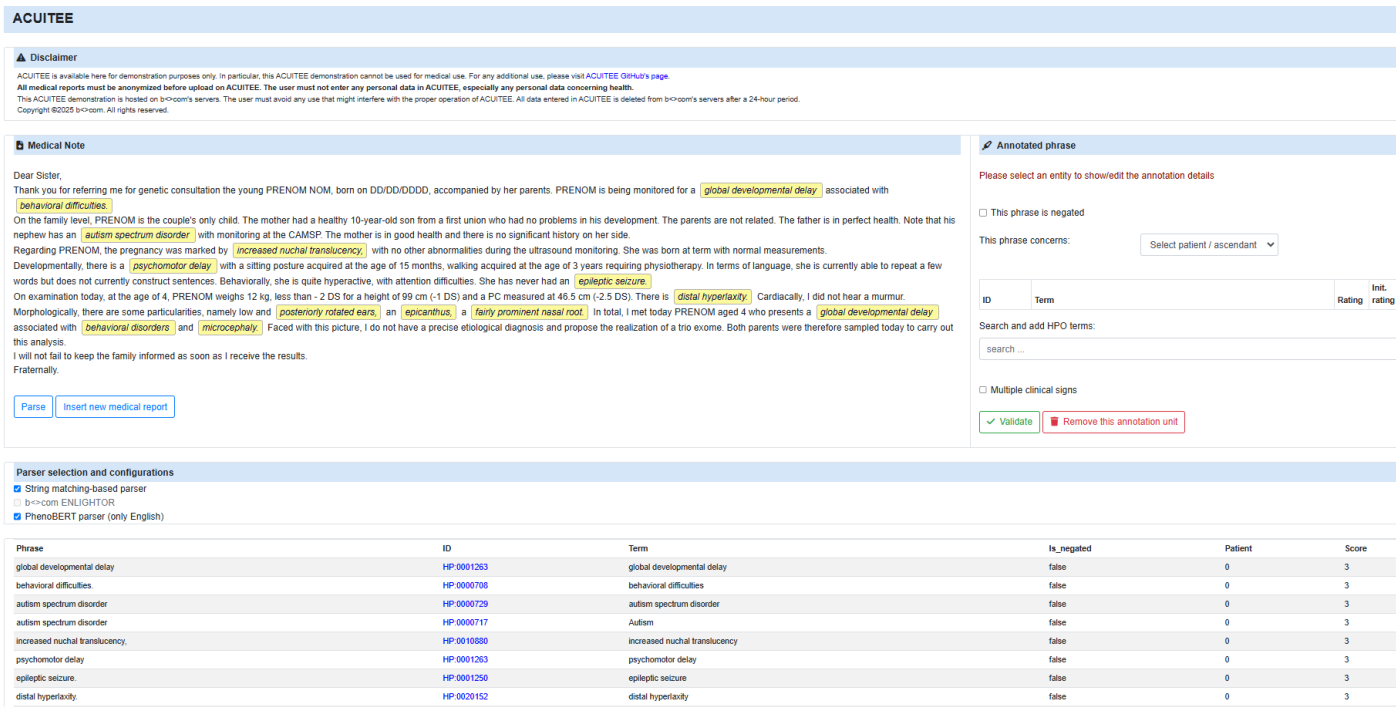 ACUITEE
Disclaimer
ACUITEE is available here for demonstration purposes only. In particular, this ACUITEE demonstration cannot be used for medical use. For any additional use, please visit ACUITEE GitHub's page.
All medical reports must be anonymized before upload on ACUITEE. The user must not enter any personal data in ACUITEE, especially any personal data concerning health.
This ACUITEE demonstration is hosted on b<>com's servers. The user must avoid any use that might interfere with the proper operation of ACUITEE. All data entered in ACUITEE is deleted from b<>com's servers after a 24-hour period.
Copyright ©2025 b<>com. All rights reserved.
Medical Note
Dear Sister,
Thank you for referring me for genetic consultation the young PRENOM NOM, born on DD/DD/DDDD, accompanied by her parents. PRENOM is being monitored for a global developmental delay associated with
behavioral difficulties.
On the family level, PRENOM is the couple's only child. The mother had a healthy 10-year-old son from a first union who had no problems in his development. The parents are not related. The father is in perfect health. Note that his
nephew has an autism spectrum disorder with monitoring at the CAMSP. The mother is in good health and there is no significant history on her side.
Regarding PRENOM, the pregnancy was marked by increased nuchal translucency, with no other abnormalities during the ultrasound monitoring. She was born at term with normal measurements.
Developmentally, there is a psychomotor delay with a sitting posture acquired at the age of 15 months, walking acquired at the age of 3 years requiring physiotherapy. In terms of language, she is currently able to repeat a few
words but does not currently construct sentences. Behaviorally, she is quite hyperactive, with attention difficulties. She has never had an epileptic seizure.
On examination today, at the age of 4, PRENOM weighs 12 kg, less than - 2 DS for a height of 99 cm (-1 DS) and a PC measured at 46.5 cm (-2.5 DS). There is distal hyperlaxity. Cardiacally, I did not hear a murmur.
Morphologically, there are some particularities, namely low and posteriorly rotated ears, an epicanthus, a fairly prominent nasal root. In total, I met today PRENOM aged 4 who presents a global developmental delay
associated with behavioral disorders and microcephaly. Faced with this picture, I do not have a precise etiological diagnosis and propose the realization of a trio exome. Both parents were therefore sampled today to carry out
this analysis.
I will not fail to keep the family informed as soon as I receive the results.
Fraternally.
Parse Insert new medical report
Annotated phrase
Please select an entity to show/edit the annotation details
This phrase is negated
This phrase concerns: Select patient / ascendant
ID Term Rating Init. rating
Search and add HPO terms:
search ...
Multiple clinical signs
Validate Remove this annotation unit
Parser selection and configurations
String matching-based parser
b<>com ENLIGHTOR
PhenoBERT parser (only English)
Phrase ID Term Is_negated Patient Score
global developmental delay HP:0001263 global developmental delay false 0 3
behavioral difficulties. HP:0000708 behavioral difficulties false 0 3
autism spectrum disorder HP:0000729 autism spectrum disorder false 0 3
autism spectrum disorder HP:0000717 Autism false 0 3
increased nuchal translucency, HP:0010880 increased nuchal translucency false 0 3
psychomotor delay HP:0001263 psychomotor delay false 0 3
epileptic seizure. HP:0001250 epileptic seizure false 0 3
distal hyperlaxity. HP:0020152 distal hyperlaxity false 0 3